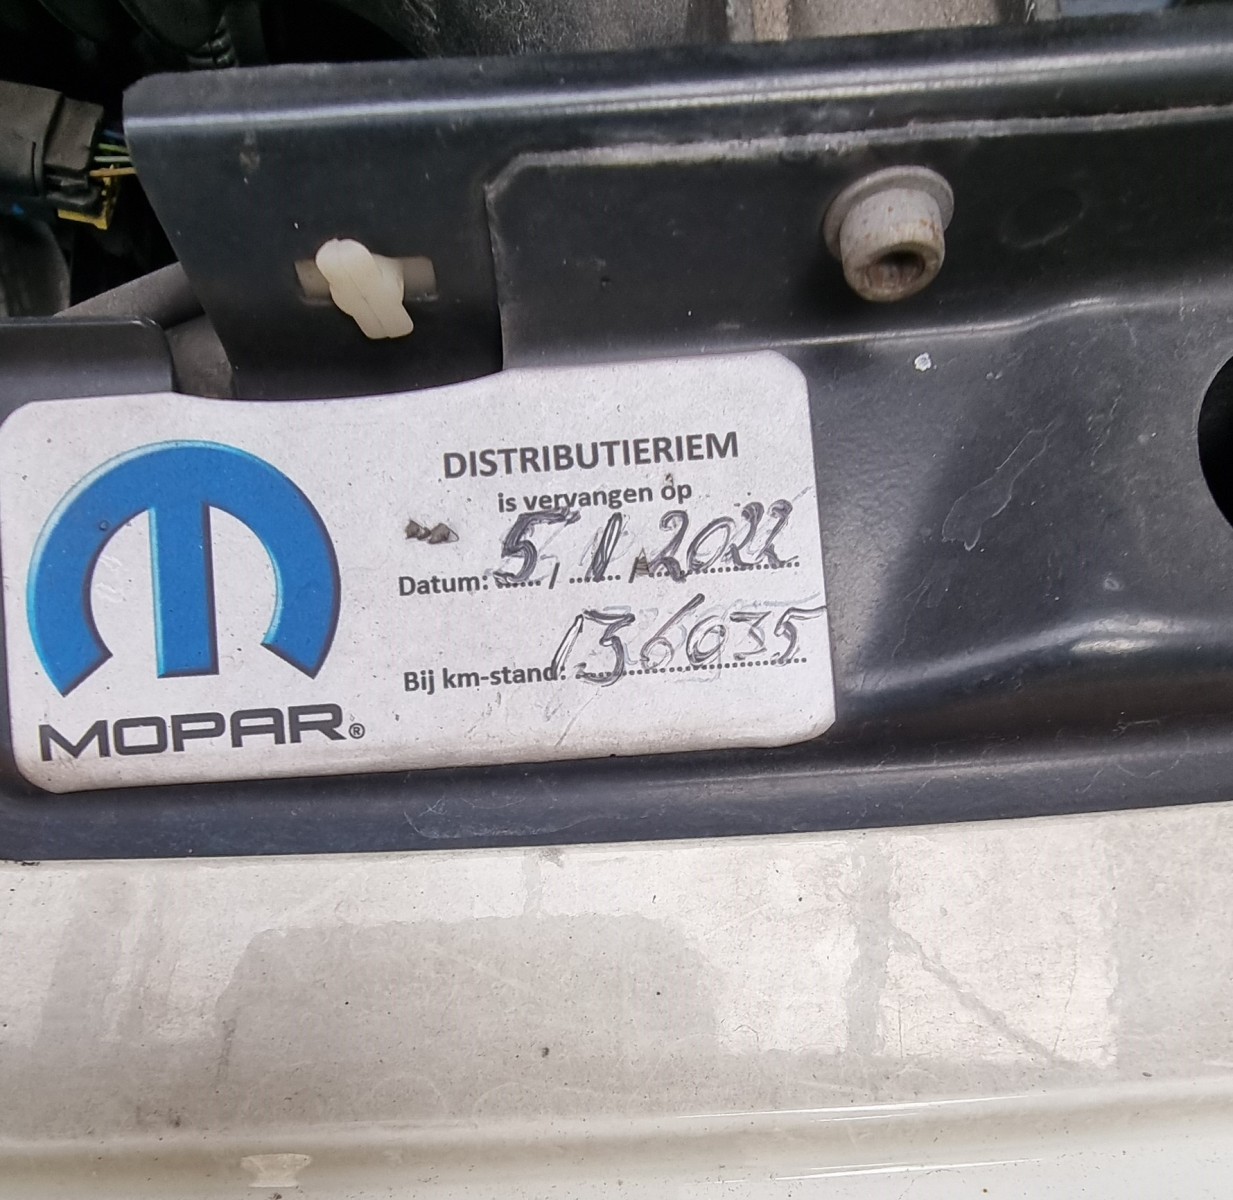 DISTRIBUTIERIEM
is vervangen op
Datum: 5/1/2022
Bij km-stand: 136035
MOPAR®